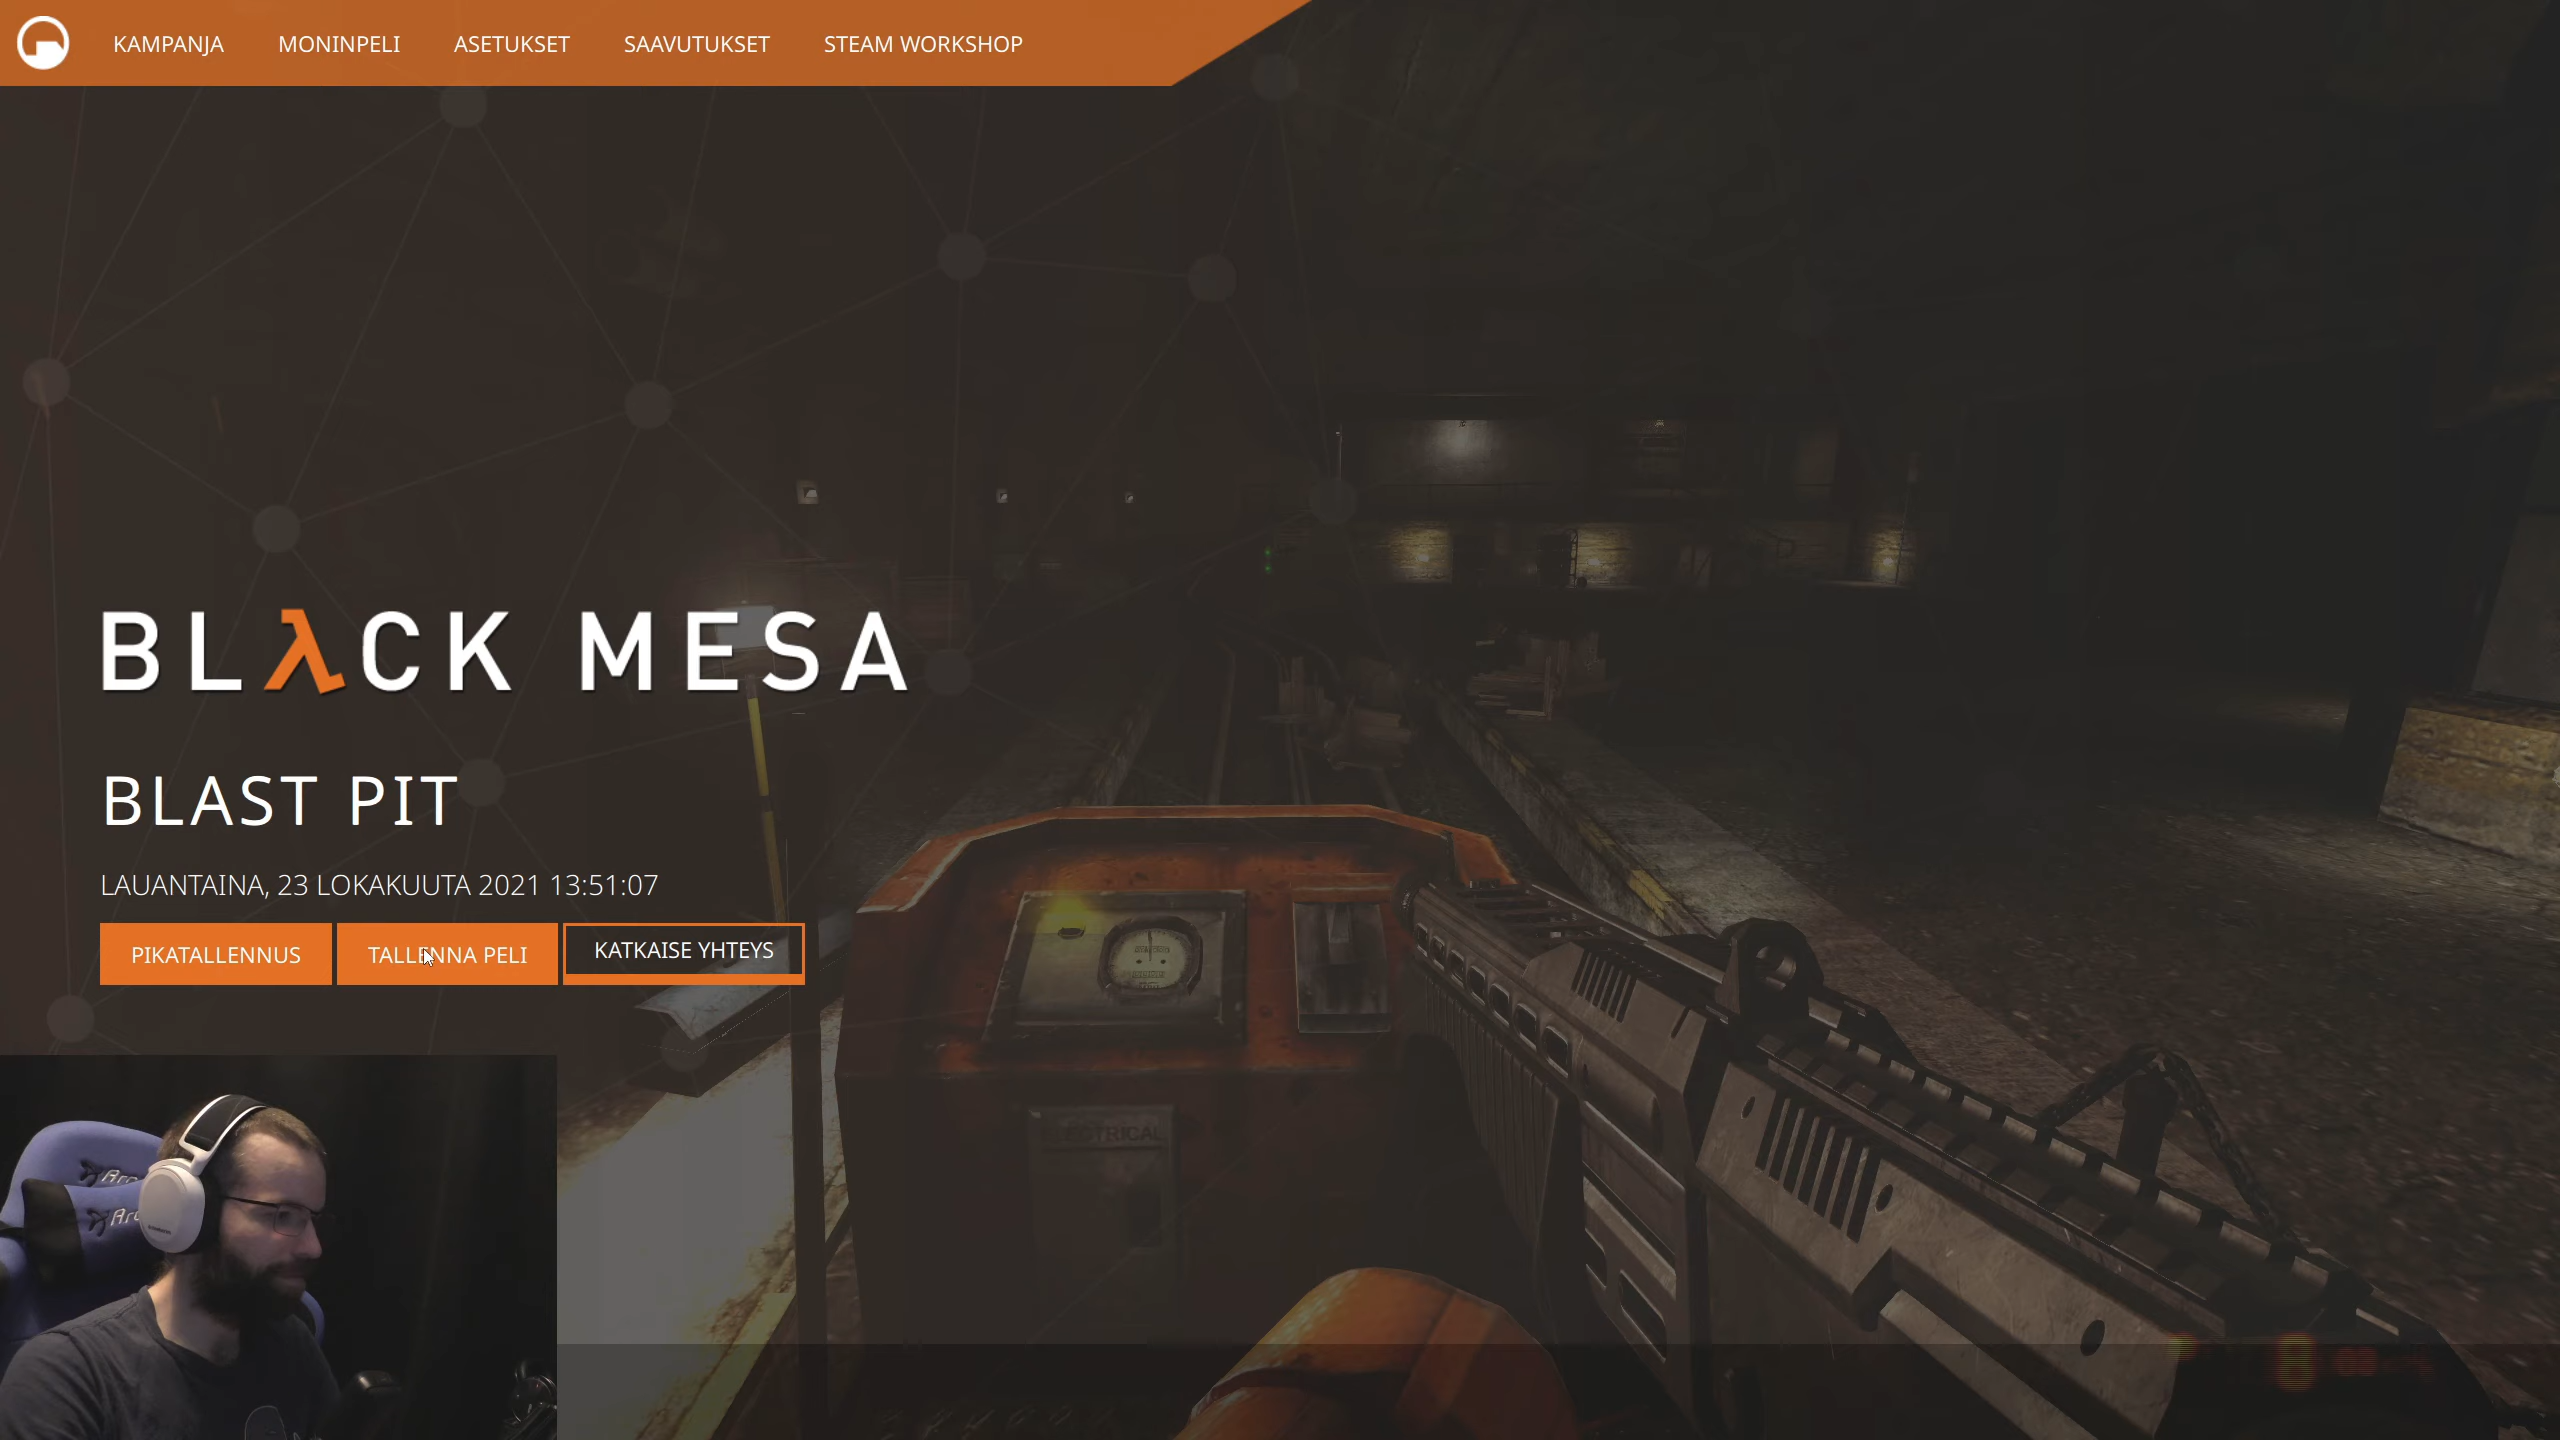 KAMPANJA MONINPELI ASETUKSET SAAVUTUKSET STEAM WORKSHOP
BLλCK MESA
BLAST PIT
LAUANTAINA, 23 LOKAKUUTA 2021 13:51:07
PIKATALLENNUS TALLENNA PELI KATKAISE YHTEYS
ELECTRICAL